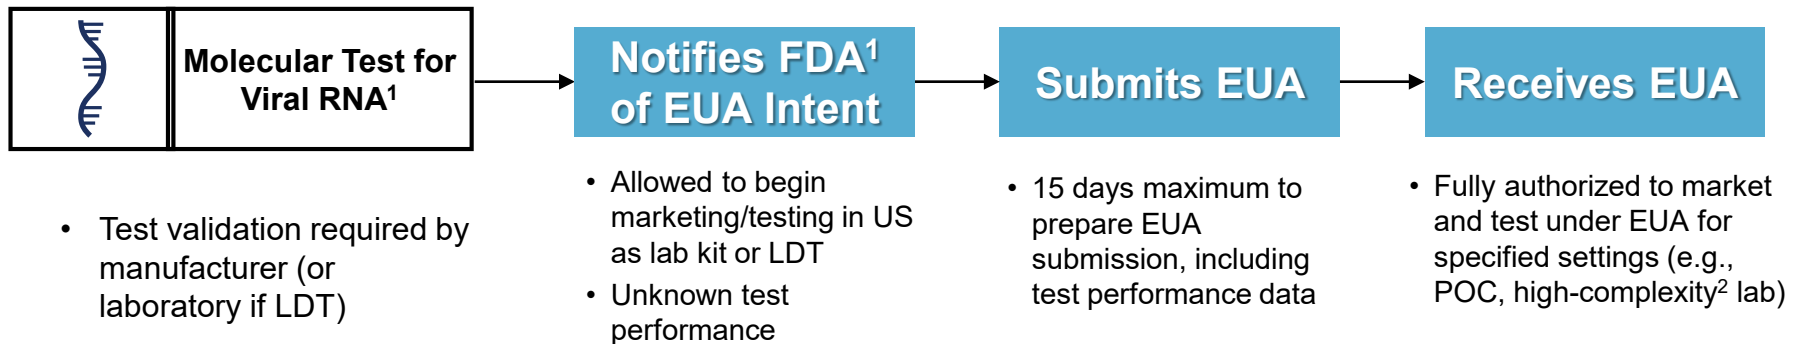 Molecular Test for
Viral RNA¹
• Test validation required by
manufacturer (or
laboratory if LDT)
Notifies FDA¹
of EUA Intent
• Allowed to begin
marketing/testing in US
as lab kit or LDT
• Unknown test
performance
Submits EUA
• 15 days maximum to
prepare EUA
submission, including
test performance data
Receives EUA
• Fully authorized to market
and test under EUA for
specified settings (e.g.,
POC, high-complexity² lab)